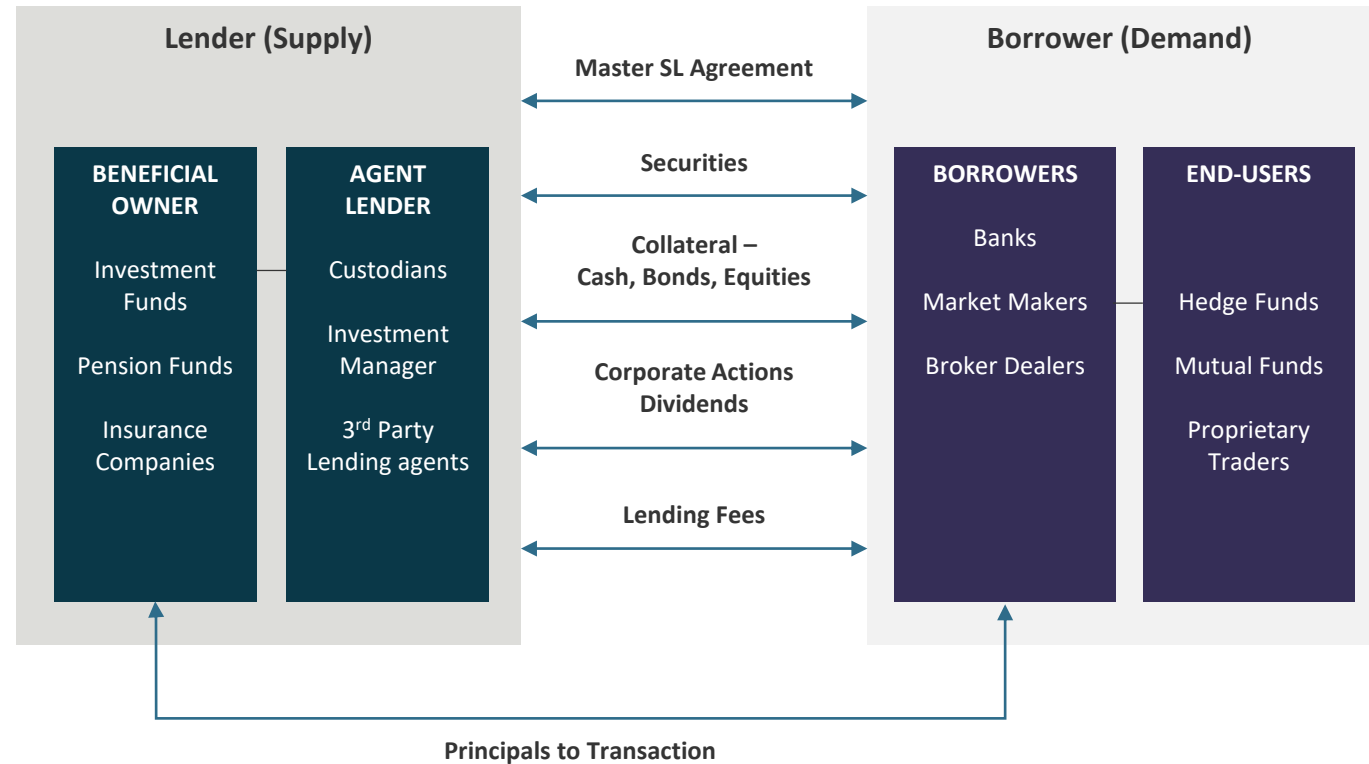 Lender (Supply)
BENEFICIAL
OWNER
Investment
Funds
Pension Funds
Insurance
Companies
AGENT
LENDER
Custodians
Investment
Manager
3rd Party
Lending agents
Master SL Agreement
Securities
Collateral –
Cash, Bonds, Equities
Corporate Actions
Dividends
Lending Fees
Borrower (Demand)
BORROWERS
Banks
Market Makers
Broker Dealers
END-USERS
Hedge Funds
Mutual Funds
Proprietary
Traders
Principals to Transaction